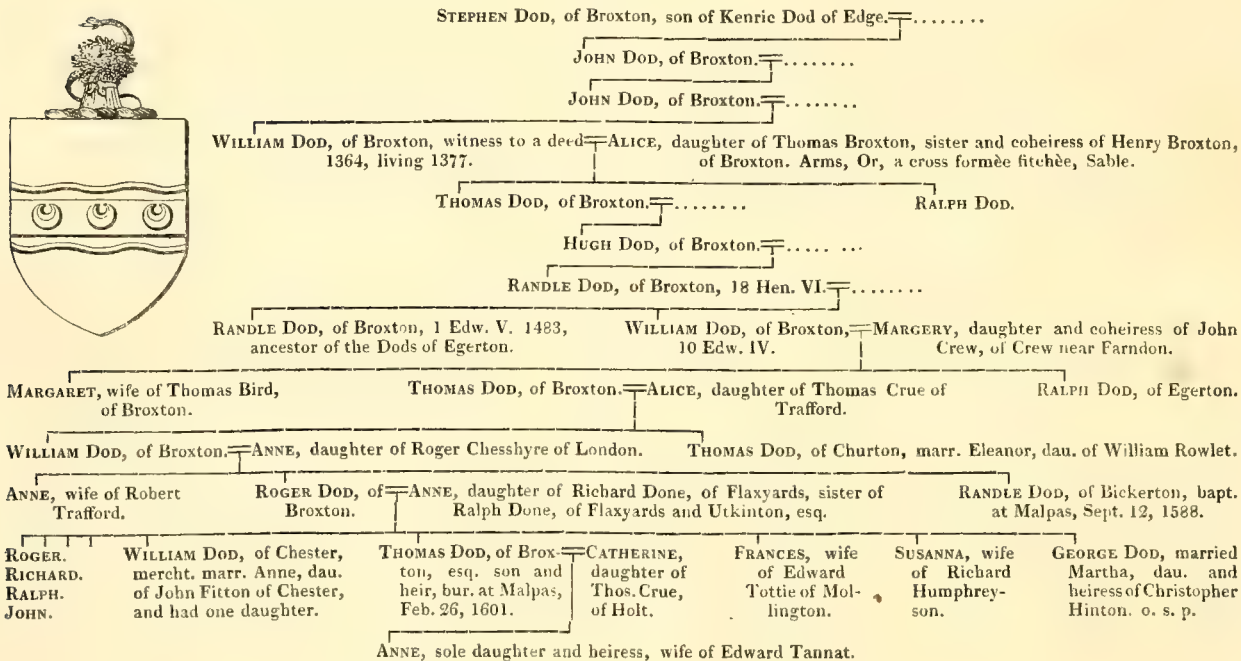 STEPHEN DOD, of Broxton, son of Kenric Dod of Edge.=........
JOHN DOD, of Broxton.=........
JOHN DOD, of Broxton.=........
WILLIAM DOD, of Broxton, witness to a deed=ALICE, daughter of Thomas Broxton, sister and coheiress of Henry Broxton,
1364, living 1377.
of Broxton. Arms, Or, a cross formèe fitchèe, Sable.
THOMAS DOD, of Broxton.=........
RALPH DOD.
HUGH DOD, of Broxton.=..... ...
RANDLE DOD, of Broxton, 18 Hen. VI.=........
RANDLE DOD, of Broxton, 1 Edw. V. 1483,
ancestor of the Dods of Egerton.
WILLIAM DOD, of Broxton,=MARGERY, daughter and coheiress of John
10 Edw. IV.
Crew, of Crew near Farndon.
MARGARET, wife of Thomas Bird,
of Broxton.
THOMAS DOD, of Broxton.=ALICE, daughter of Thomas Crue of
Trafford.
RALPH DOD, of Egerton.
WILLIAM DOD, of Broxton.=ANNE, daughter of Roger Chesshyre of London.
THOMAS DOD, of Churton, marr. Eleanor, dau. of William Rowlet.
ANNE, wife of Robert
Trafford.
ROGER DOD, of=ANNE, daughter of Richard Done, of Flaxyards, sister of
Broxton.
Ralph Done, of Flaxyards and Utkinton, esq.
RANDLE DOD, of Bickerton, bapt.
at Malpas, Sept. 12, 1588.
ROGER.
RICHARD.
RALPH.
JOHN.
WILLIAM DOD, of Chester,
mercht. marr. Anne, dau.
of John Fitton of Chester,
and had one daughter.
THOMAS DOD, of Brox-
ton, esq. son and
heir, bur. at Malpas,
Feb. 26, 1601.
=CATHERINE,
daughter of
Thos. Crue,
of Holt.
FRANCES, wife
of Edward
Tottie of Mol-
lington.
SUSANNA, wife
of Richard
Humphrey-
son.
GEORGE DOD, married
Martha, dau. and
heiress of Christopher
Hinton. o. s. p.
ANNE, sole daughter and heiress, wife of Edward Tannat.